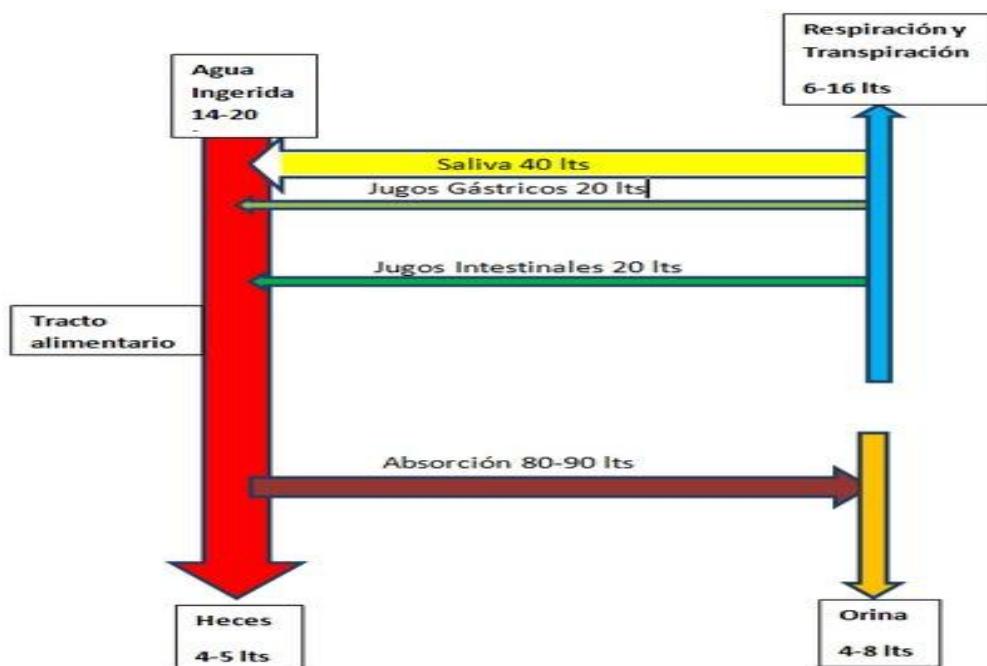 Respiración y
Transpiración
6-16 lts
Agua
Ingerida
14-20
Saliva 40 lts
Jugos Gástricos 20 lts
Jugos Intestinales 20 lts
Tracto
alimentario
Absorción 80-90 lts
Heces
4-5 lts
Orina
4-8 lts